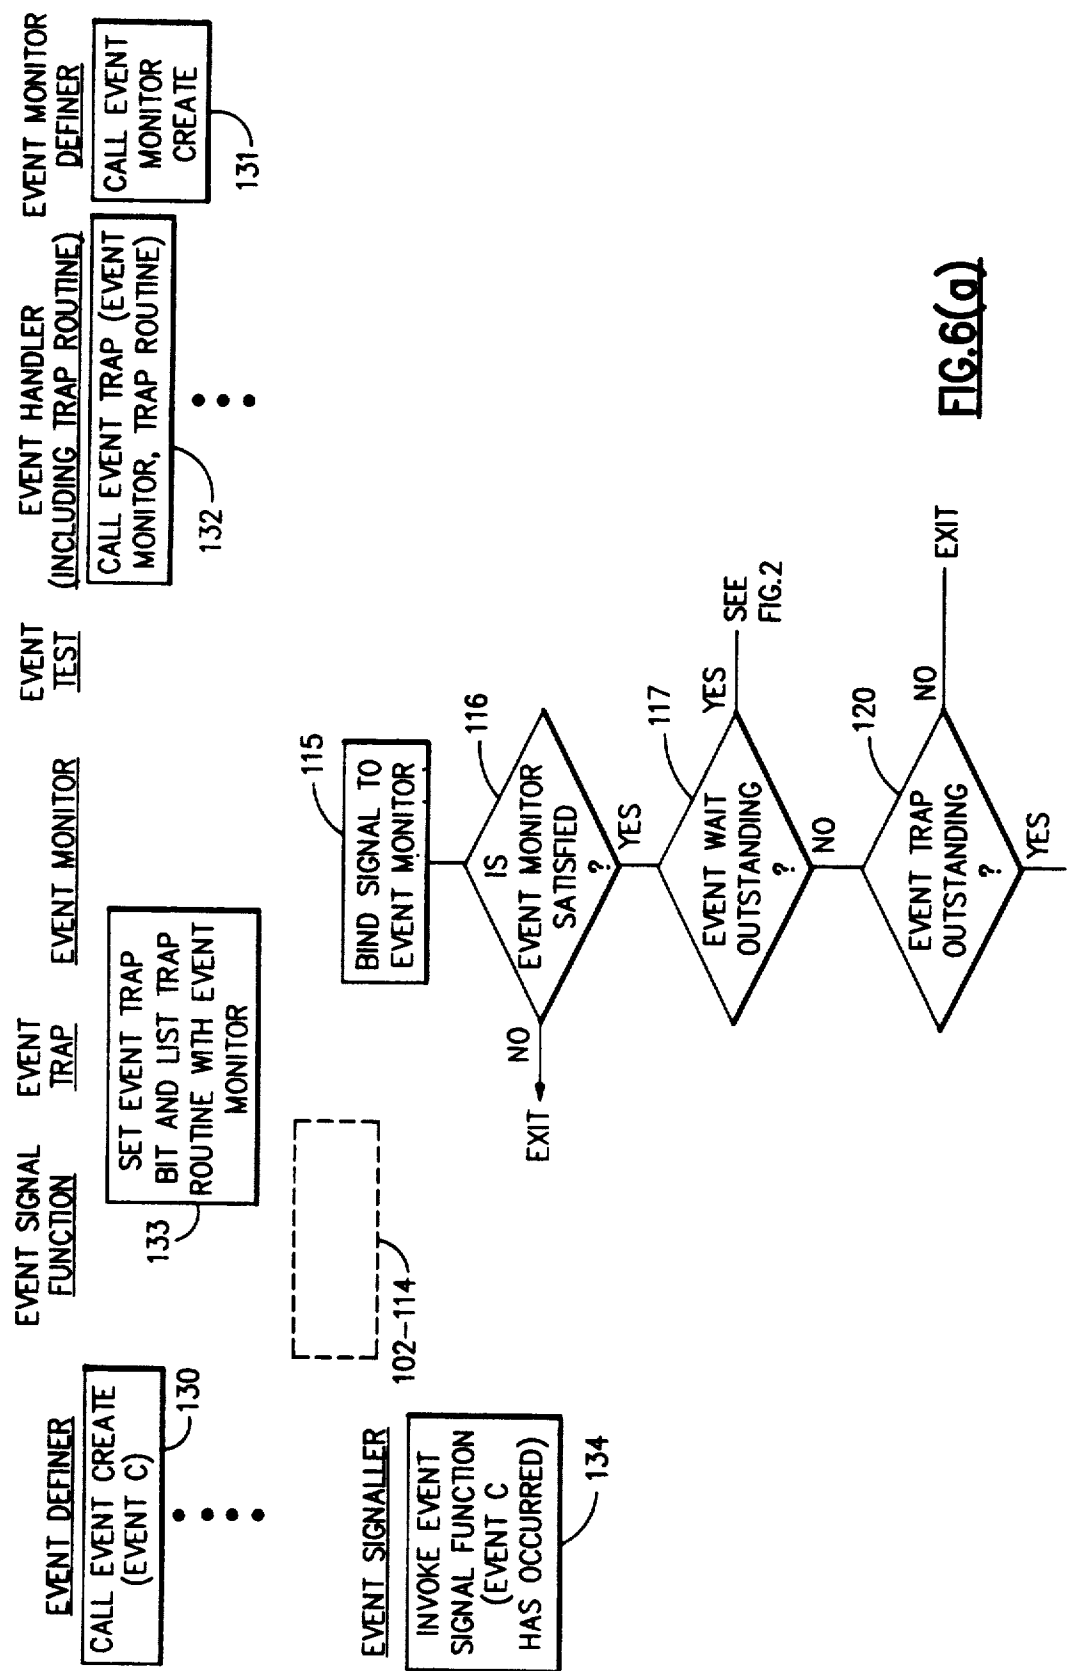 EVENT DEFINER
CALL EVENT CREATE
(EVENT C)
130
EVENT SIGNALLER
INVOKE EVENT
SIGNAL FUNCTION
(EVENT C
HAS OCCURRED)
134
EVENT SIGNAL
FUNCTION
102-114
EVENT
TRAP
SET EVENT TRAP
BIT AND LIST TRAP
ROUTINE WITH EVENT
MONITOR
133
EVENT MONITOR
BIND SIGNAL TO
EVENT MONITOR
115
IS
EVENT MONITOR
SATISFIED
?
116
NO
EXIT
YES
EVENT WAIT
OUTSTANDING
?
117
YES
SEE
FIG.2
NO
EVENT TRAP
OUTSTANDING
?
120
NO
EXIT
YES
EVENT
TEST
EVENT HANDLER
(INCLUDING TRAP ROUTINE)
CALL EVENT TRAP (EVENT
MONITOR, TRAP ROUTINE)
132
EVENT MONITOR
DEFINER
CALL EVENT
MONITOR
CREATE
131
FIG.6(a)